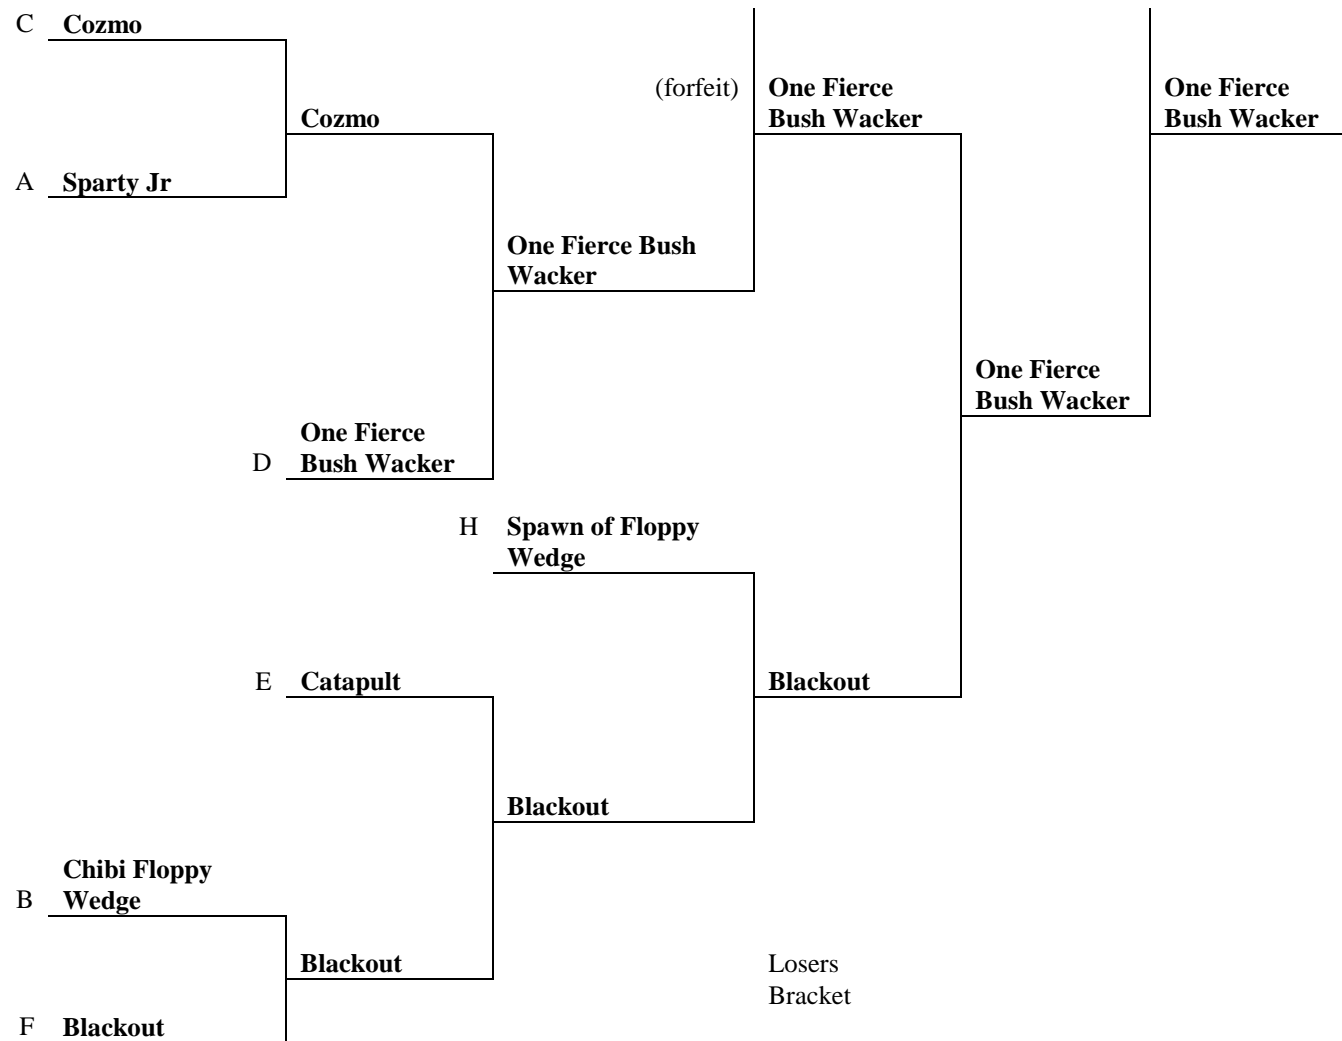 C Cozmo
(forfeit)
One Fierce
Bush Wacker
One Fierce
Bush Wacker
Cozmo
A Sparty Jr
One Fierce Bush
Wacker
One Fierce
Bush Wacker
One Fierce
D Bush Wacker
H Spawn of Floppy
Wedge
E Catapult
Blackout
Blackout
Chibi Floppy
B Wedge
Blackout
Losers
Bracket
F Blackout